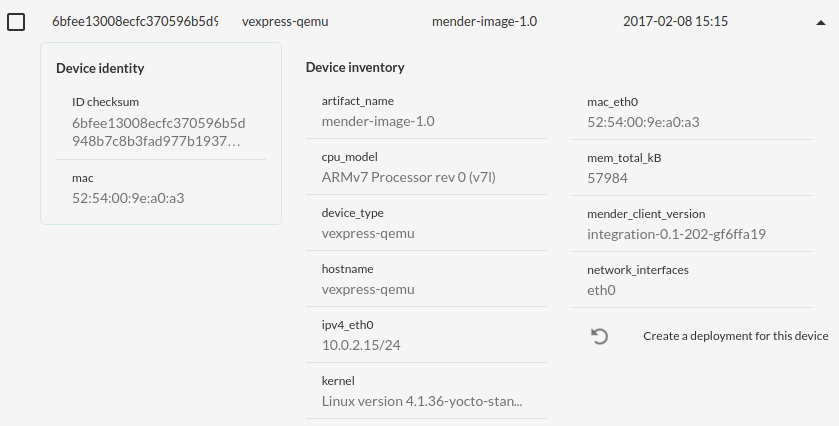 6bfee13008ecfc370596b5d9 vexpress-qemu mender-image-1.0 2017-02-08 15:15
Device identity
ID checksum
6bfee13008ecfc370596b5d
948b7c8b3fad977b1937...
mac
52:54:00:9e:a0:a3
Device inventory
artifact_name
mender-image-1.0
cpu_model
ARMv7 Processor rev 0 (v7l)
device_type
vexpress-qemu
hostname
vexpress-qemu
ipv4_eth0
10.0.2.15/24
kernel
Linux version 4.1.36-yocto-stan...
mac_eth0
52:54:00:9e:a0:a3
mem_total_kB
57984
mender_client_version
integration-0.1-202-gf6ffa19
network_interfaces
eth0
Create a deployment for this device